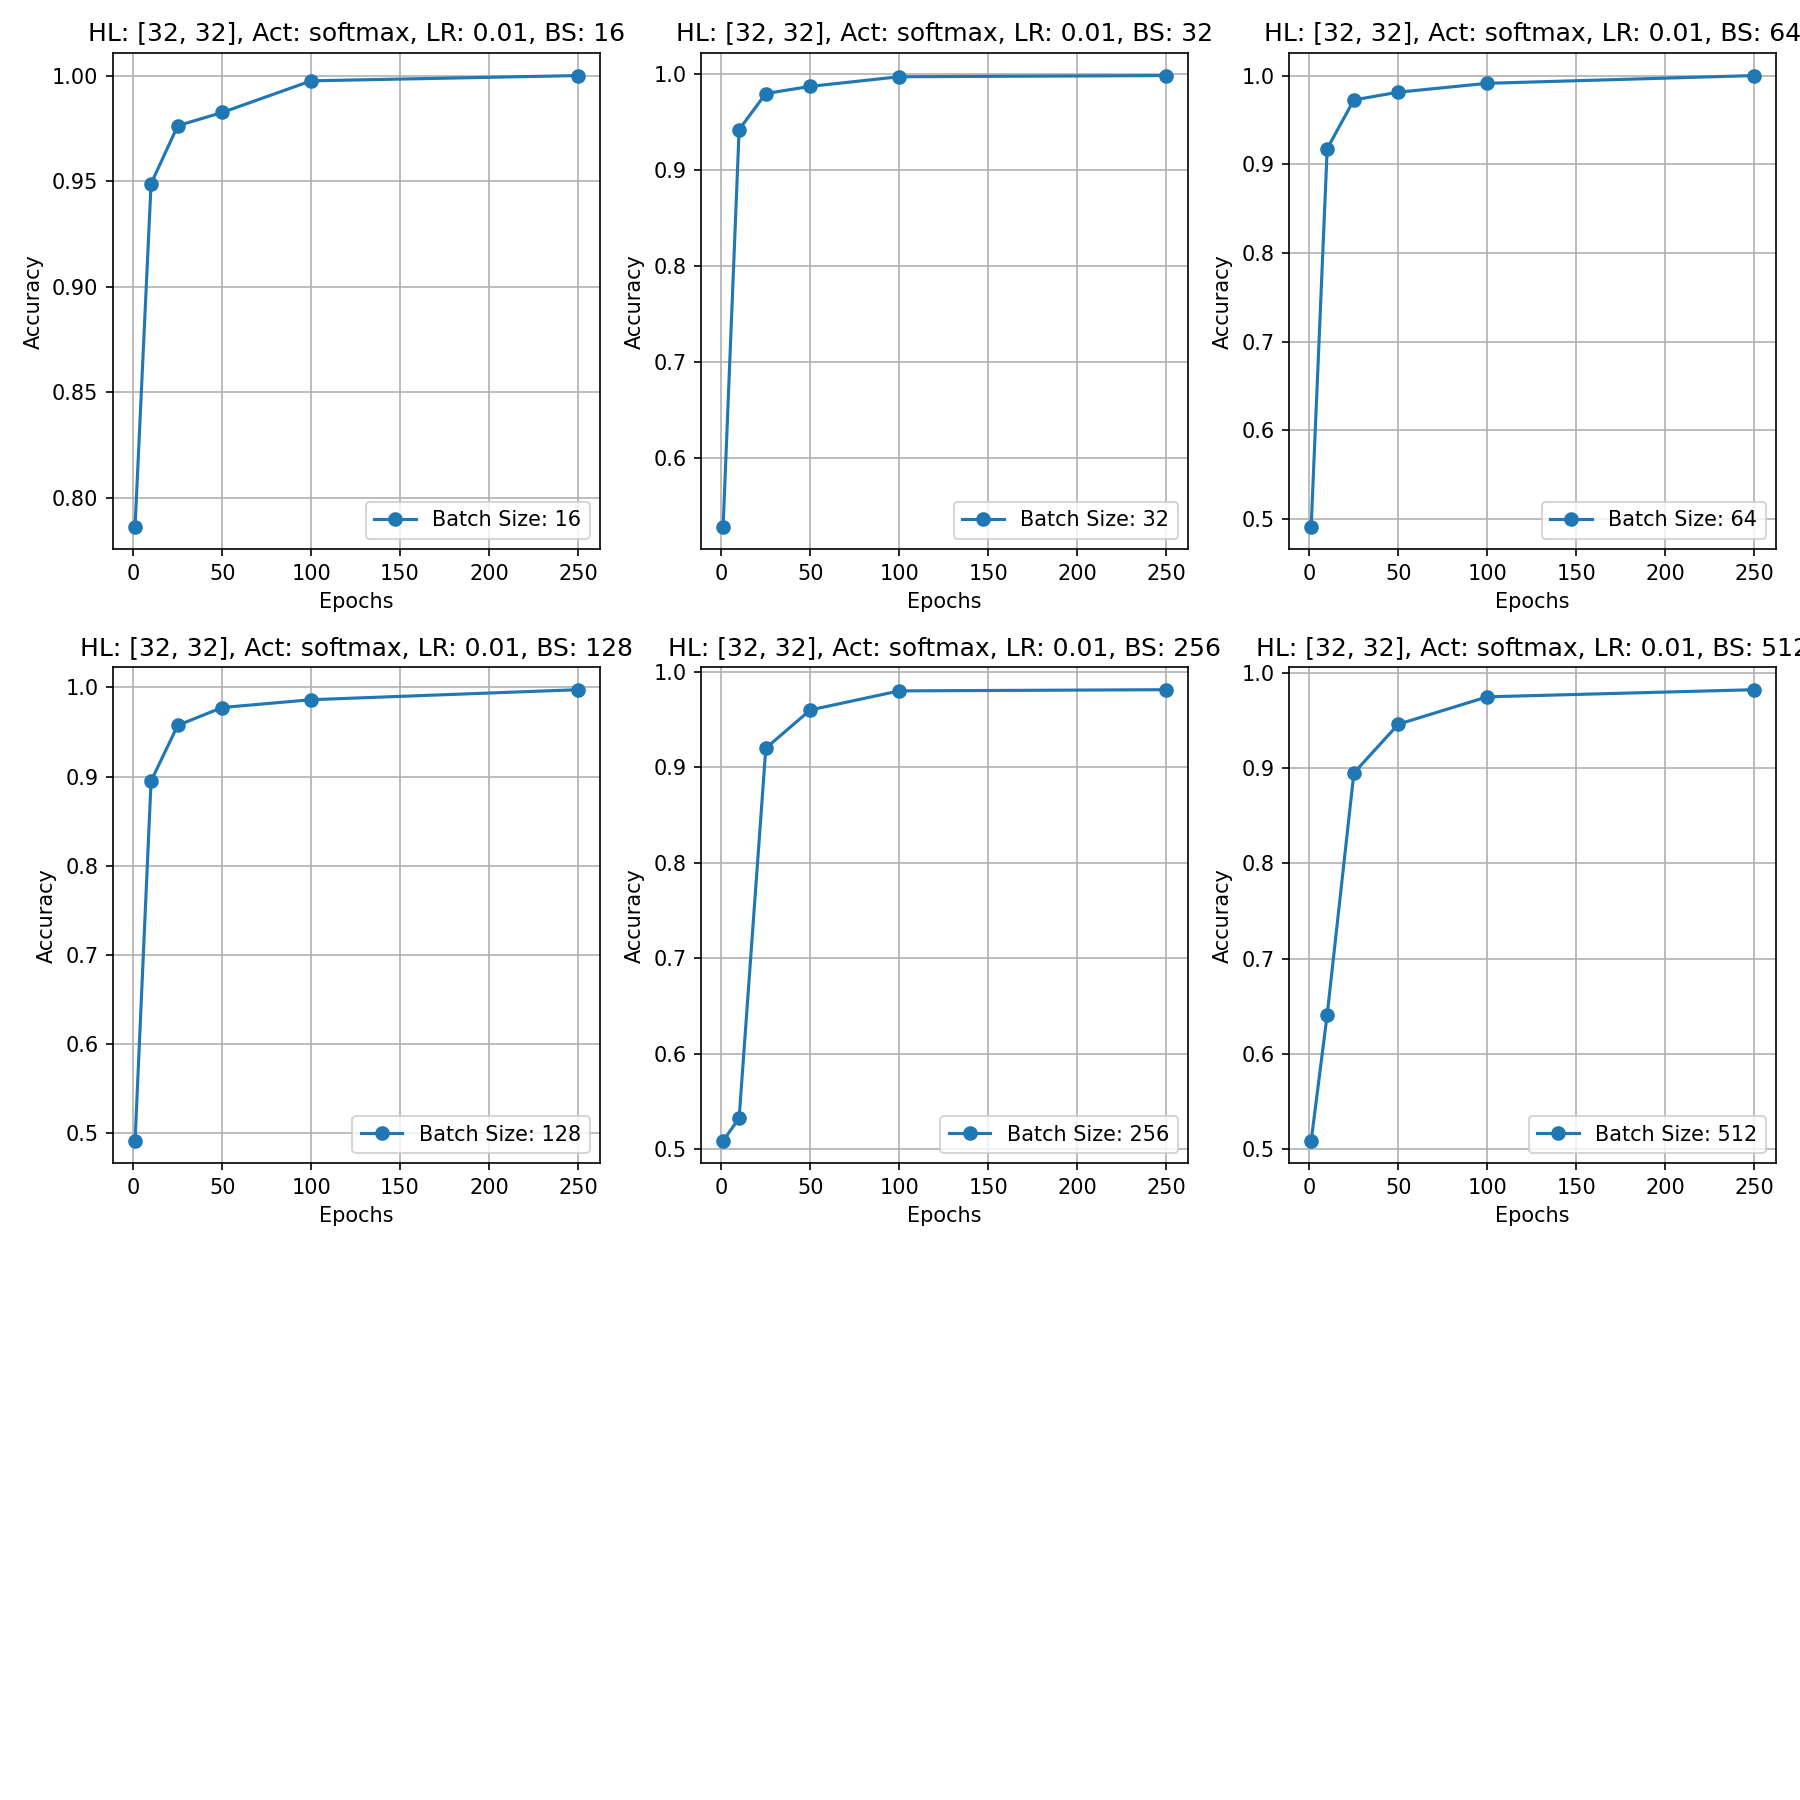 HL: [32, 32], Act: softmax, LR: 0.01, BS: 16
1.00
0.95
0.90
0.85
0.80
Accuracy
Batch Size: 16
0 50 100 150 200 250
Epochs
HL: [32, 32], Act: softmax, LR: 0.01, BS: 32
1.0
0.9
0.8
0.7
0.6
Accuracy
Batch Size: 32
0 50 100 150 200 250
Epochs
HL: [32, 32], Act: softmax, LR: 0.01, BS: 64
1.0
0.9
0.8
0.7
0.6
0.5
Accuracy
Batch Size: 64
0 50 100 150 200 250
Epochs
HL: [32, 32], Act: softmax, LR: 0.01, BS: 128
1.0
0.9
0.8
0.7
0.6
0.5
Accuracy
Batch Size: 128
0 50 100 150 200 250
Epochs
HL: [32, 32], Act: softmax, LR: 0.01, BS: 256
1.0
0.9
0.8
0.7
0.6
0.5
Accuracy
Batch Size: 256
0 50 100 150 200 250
Epochs
HL: [32, 32], Act: softmax, LR: 0.01, BS: 512
1.0
0.9
0.8
0.7
0.6
0.5
Accuracy
Batch Size: 512
0 50 100 150 200 250
Epochs